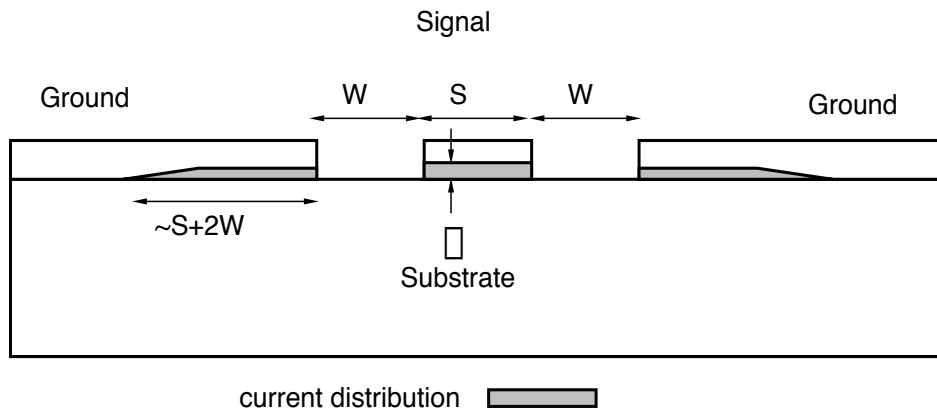 Signal
Ground
W
S
W
Ground
~S+2W
Substrate
current distribution